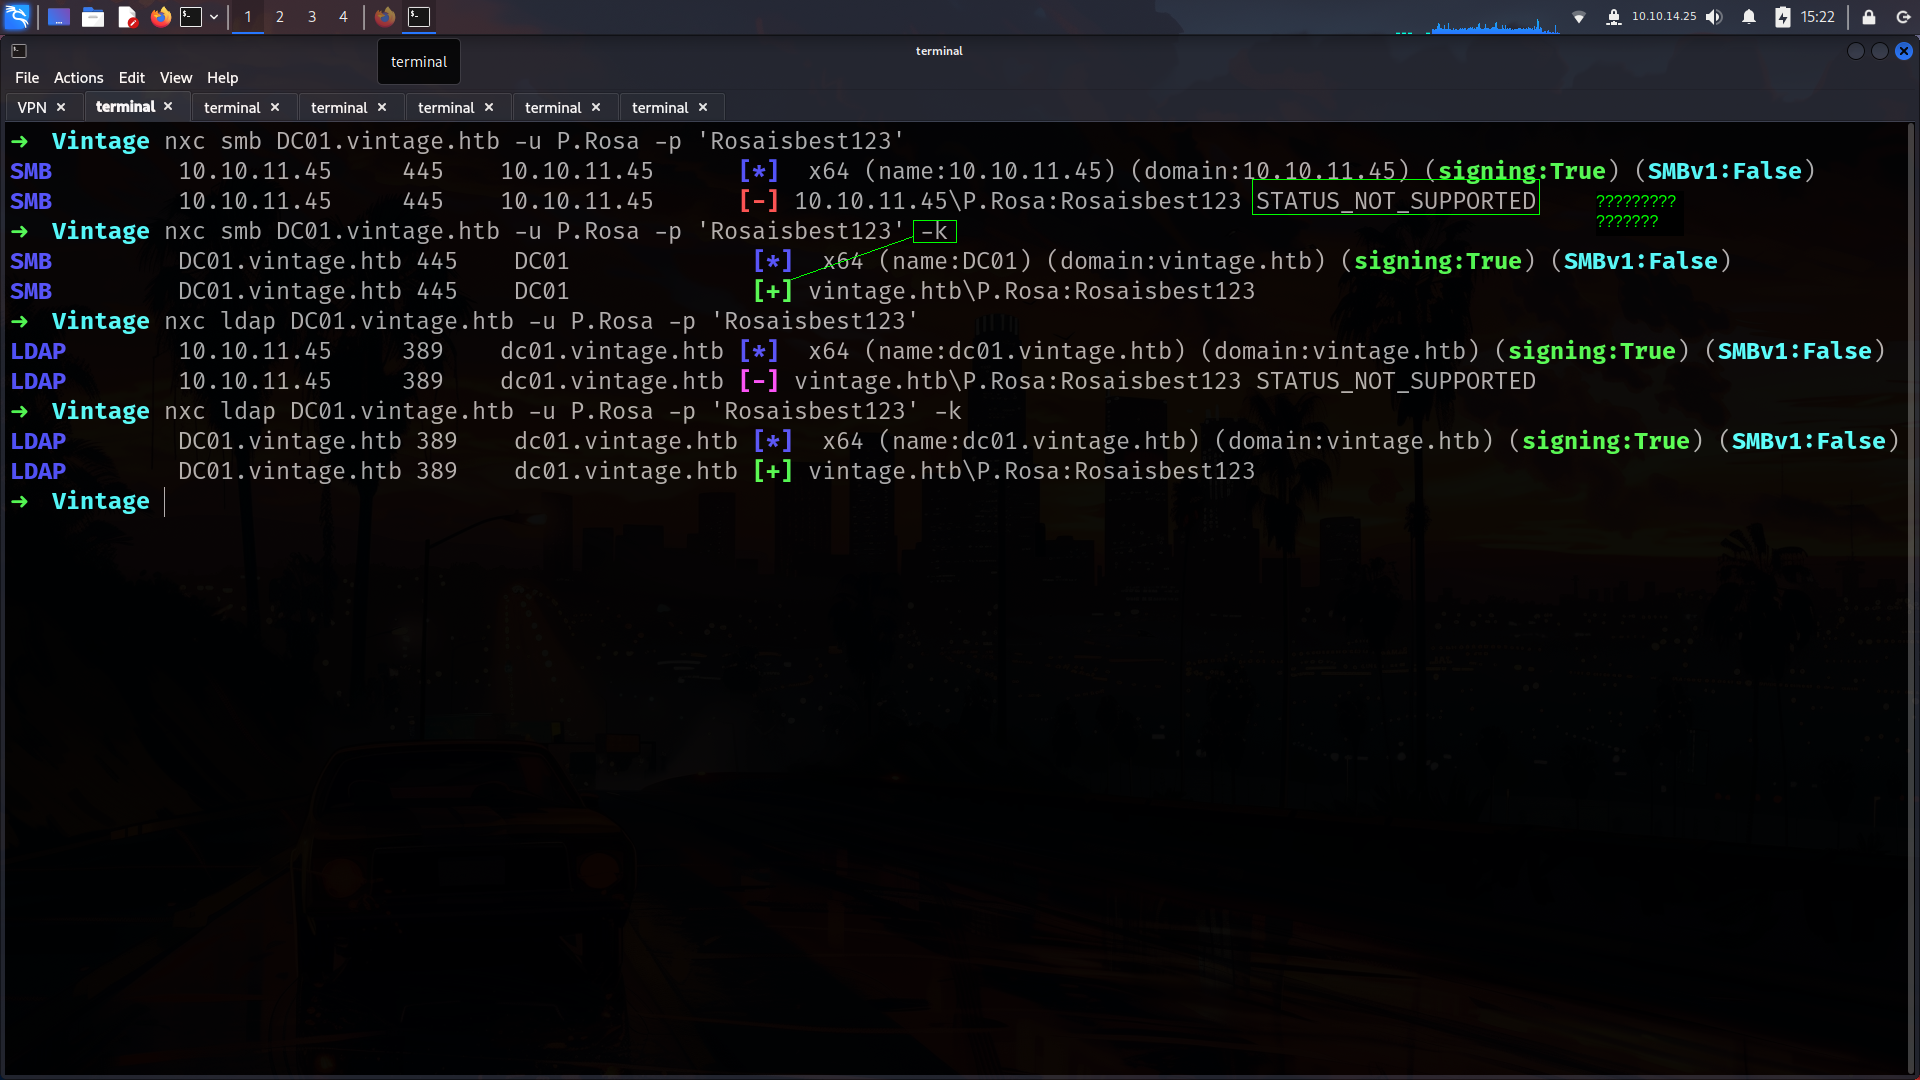 1 2 3 4 10.10.14.25 15:22
terminal
terminal
File Actions Edit View Help
VPN × terminal × terminal × terminal × terminal × terminal × terminal ×
➜ Vintage nxc smb DC01.vintage.htb -u P.Rosa -p 'Rosaisbest123'
SMB 10.10.11.45 445 10.10.11.45 [*] x64 (name:10.10.11.45) (domain:10.10.11.45) (signing:True) (SMBv1:False)
SMB 10.10.11.45 445 10.10.11.45 [-] 10.10.11.45\P.Rosa:Rosaisbest123 STATUS_NOT_SUPPORTED ?????????
???????
➜ Vintage nxc smb DC01.vintage.htb -u P.Rosa -p 'Rosaisbest123' -k
SMB DC01.vintage.htb 445 DC01 [*] x64 (name:DC01) (domain:vintage.htb) (signing:True) (SMBv1:False)
SMB DC01.vintage.htb 445 DC01 [+] vintage.htb\P.Rosa:Rosaisbest123
➜ Vintage nxc ldap DC01.vintage.htb -u P.Rosa -p 'Rosaisbest123'
LDAP 10.10.11.45 389 dc01.vintage.htb [*] x64 (name:dc01.vintage.htb) (domain:vintage.htb) (signing:True) (SMBv1:False)
LDAP 10.10.11.45 389 dc01.vintage.htb [-] vintage.htb\P.Rosa:Rosaisbest123 STATUS_NOT_SUPPORTED
➜ Vintage nxc ldap DC01.vintage.htb -u P.Rosa -p 'Rosaisbest123' -k
LDAP DC01.vintage.htb 389 dc01.vintage.htb [*] x64 (name:dc01.vintage.htb) (domain:vintage.htb) (signing:True) (SMBv1:False)
LDAP DC01.vintage.htb 389 dc01.vintage.htb [+] vintage.htb\P.Rosa:Rosaisbest123
➜ Vintage